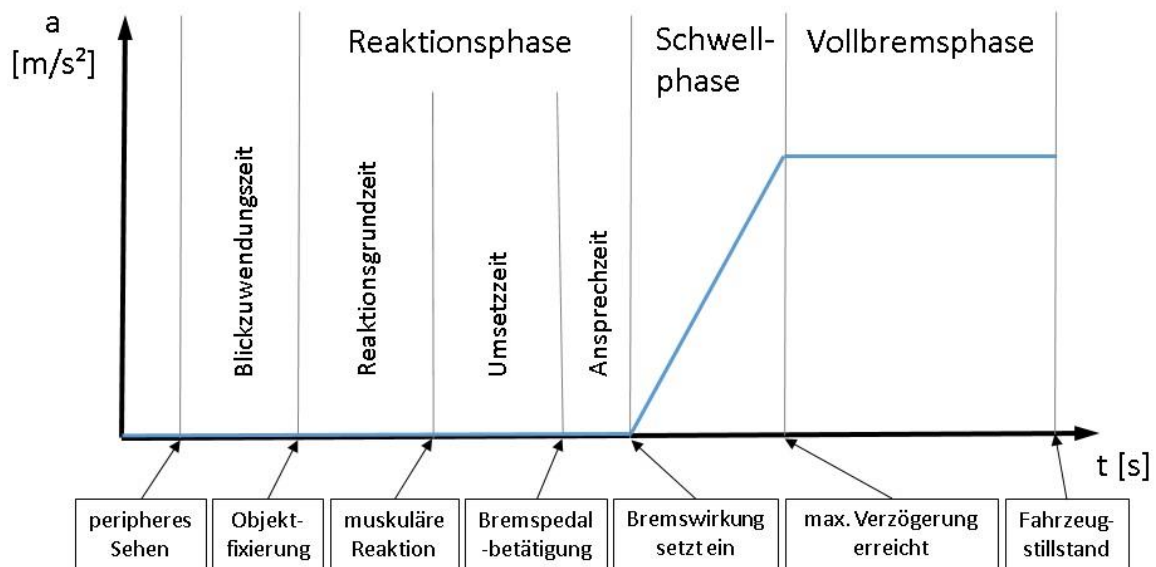 a
[m/s²]
Reaktionsphase
Schwell-
phase
Vollbremsphase
Blickzuwendungszeit
Reaktionsgrundzeit
Umsetzzeit
Ansprechzeit
t [s]
peripheres
Sehen
Objekt-
fixierung
muskuläre
Reaktion
Bremspedal
-betätigung
Bremswirkung
setzt ein
max. Verzögerung
erreicht
Fahrzeug-
stillstand